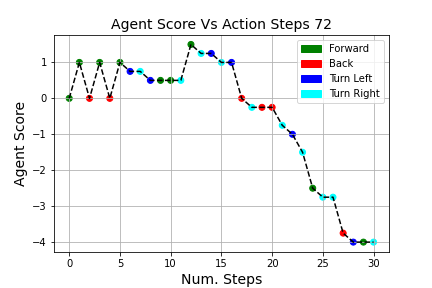 Agent Score Vs Action Steps 72
Forward
Back
Turn Left
Turn Right
Agent Score
1
0
−1
−2
−3
−4
0 5 10 15 20 25 30
Num. Steps